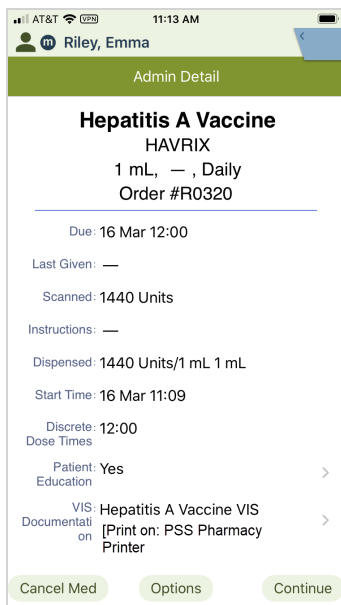 AT&T VPN 11:13 AM
m Riley, Emma
Admin Detail
Hepatitis A Vaccine
HAVRIX
1 mL, — , Daily
Order #R0320
Due: 16 Mar 12:00
Last Given: —
Scanned: 1440 Units
Instructions: —
Dispensed: 1440 Units/1 mL 1 mL
Start Time: 16 Mar 11:09
Discrete: 12:00
Dose Times
Patient: Yes
Education
VIS: Hepatitis A Vaccine VIS
Documentati [Print on: PSS Pharmacy
on Printer
Cancel Med Options Continue